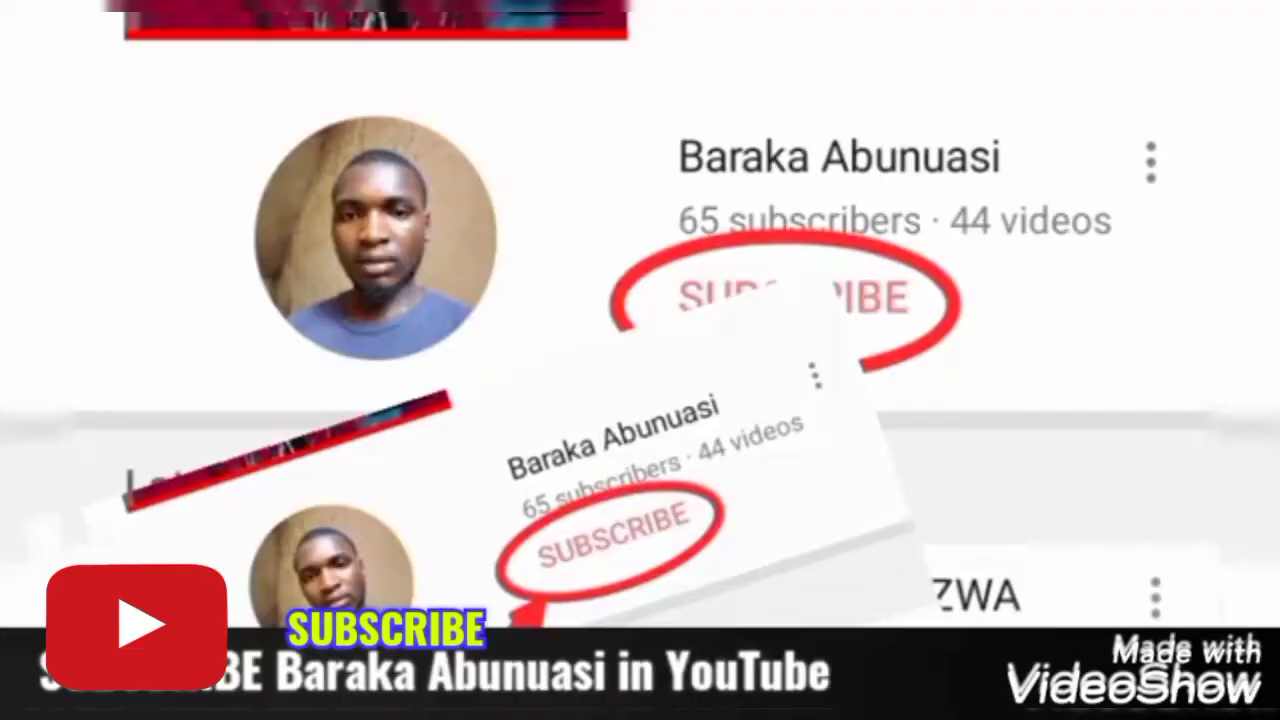 Baraka Abunuasi
65 subscribers · 44 videos
Baraka Abunuasi
65 subscribers · 44 videos
SUBSCRIBE
ZWA
SUBSCRIBE
Baraka Abunuasi in YouTube
Made with
VideoShow